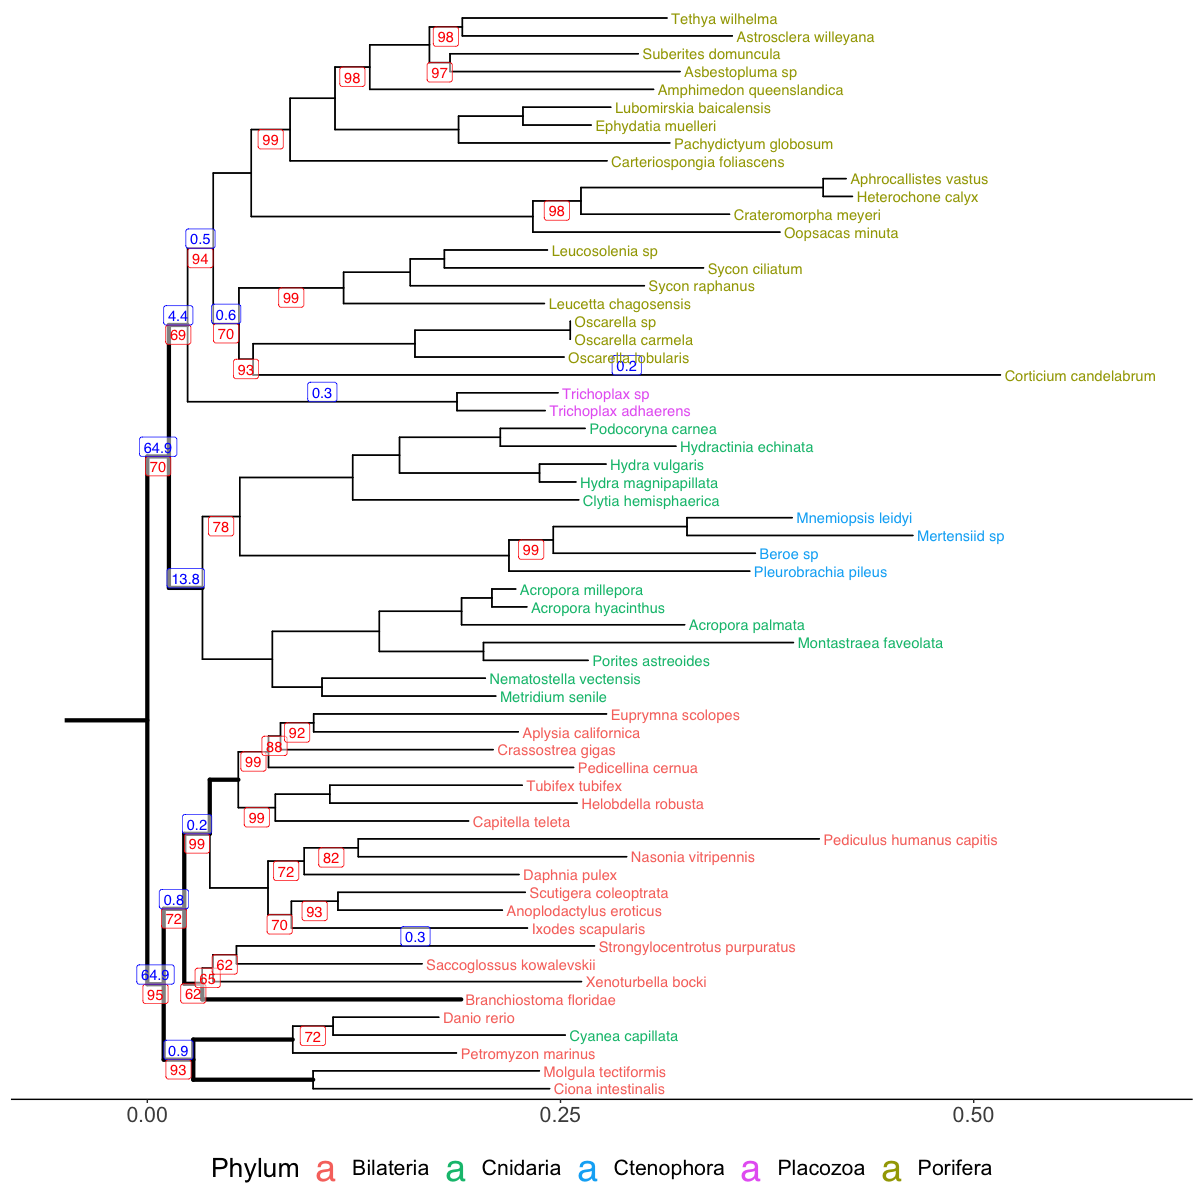 Tethya wilhelma
98
Astrosclera willeyana
Suberites domuncula
97
Asbestopluma sp
98
Amphimedon queenslandica
Lubomirskia baicalensis
Ephydatia muelleri
99
Pachydictyum globosum
Carteriospongia foliascens
Aphrocallistes vastus
Heterochone calyx
98
Crateromorpha meyeri
Oopsacas minuta
0.5
Leucosolenia sp
94
Sycon ciliatum
Sycon raphanus
99
Leucetta chagosensis
4.4
0.6
Oscarella sp
69
70
Oscarella carmela
Oscarella lobularis
93
0.2
Corticium candelabrum
0.3
Trichoplax sp
Trichoplax adhaerens
Podocoryna carnea
64.9
Hydractinia echinata
70
Hydra vulgaris
Hydra magnipapillata
Clytia hemisphaerica
78
Mnemiopsis leidyi
Mertensiid sp
99
Beroe sp
13.8
Pleurobrachia pileus
Acropora millepora
Acropora hyacinthus
Acropora palmata
Montastraea faveolata
Porites astreoides
Nematostella vectensis
Metridium senile
Euprymna scolopes
92
Aplysia californica
88
Crassostrea gigas
99
Pedicellina cernua
Tubifex tubifex
Helobdella robusta
99
Capitella teleta
0.2
99
Pediculus humanus capitis
82
Nasonia vitripennis
72
Daphnia pulex
0.8
Scutigera coleoptrata
72
93
Anoplodactylus eroticus
70
Ixodes scapularis
0.3
Strongylocentrotus purpuratus
62
Saccoglossus kowalevskii
64.9
65
Xenoturbella bocki
95
62
Branchiostoma floridae
Danio rerio
72
Cyanea capillata
0.9
Petromyzon marinus
93
Molgula tectiformis
Ciona intestinalis
0.00 0.25 0.50
Phylum a Bilateria a Cnidaria a Ctenophora a Placozoa a Porifera